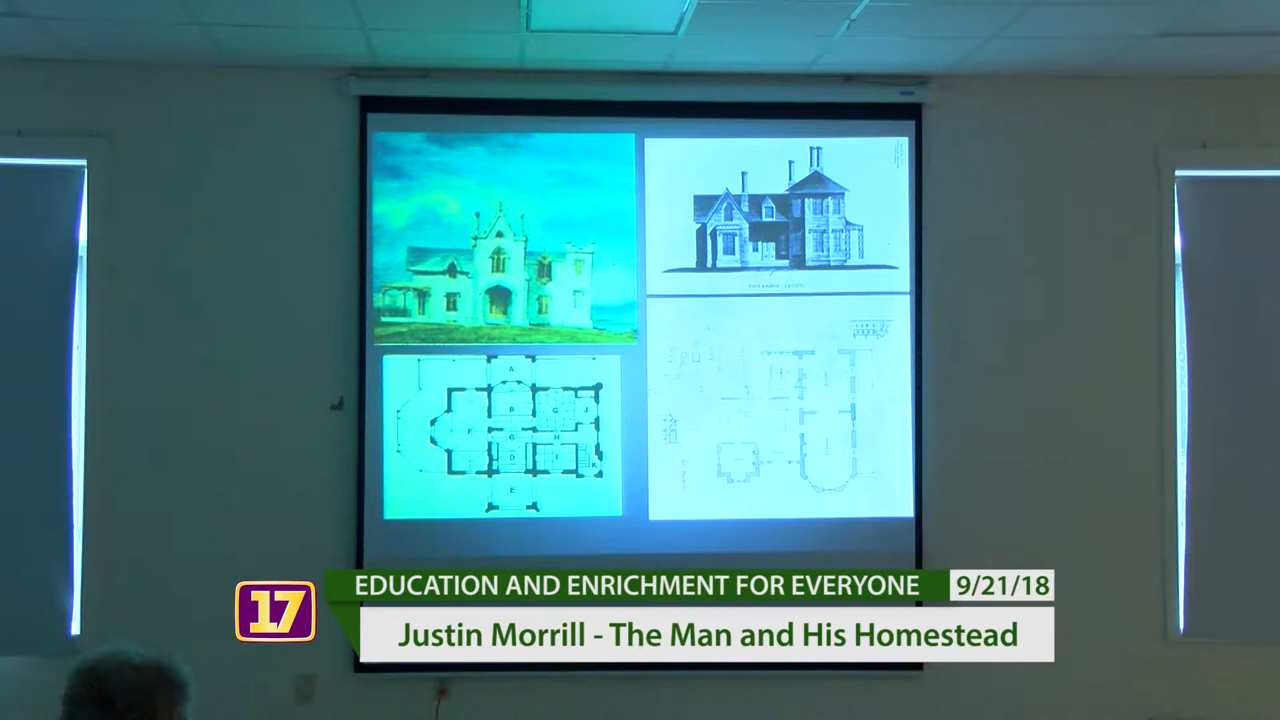 A
B
G
J
F
G
H
D
I
K
E
17
EDUCATION AND ENRICHMENT FOR EVERYONE
9/21/18
Justin Morrill - The Man and His Homestead